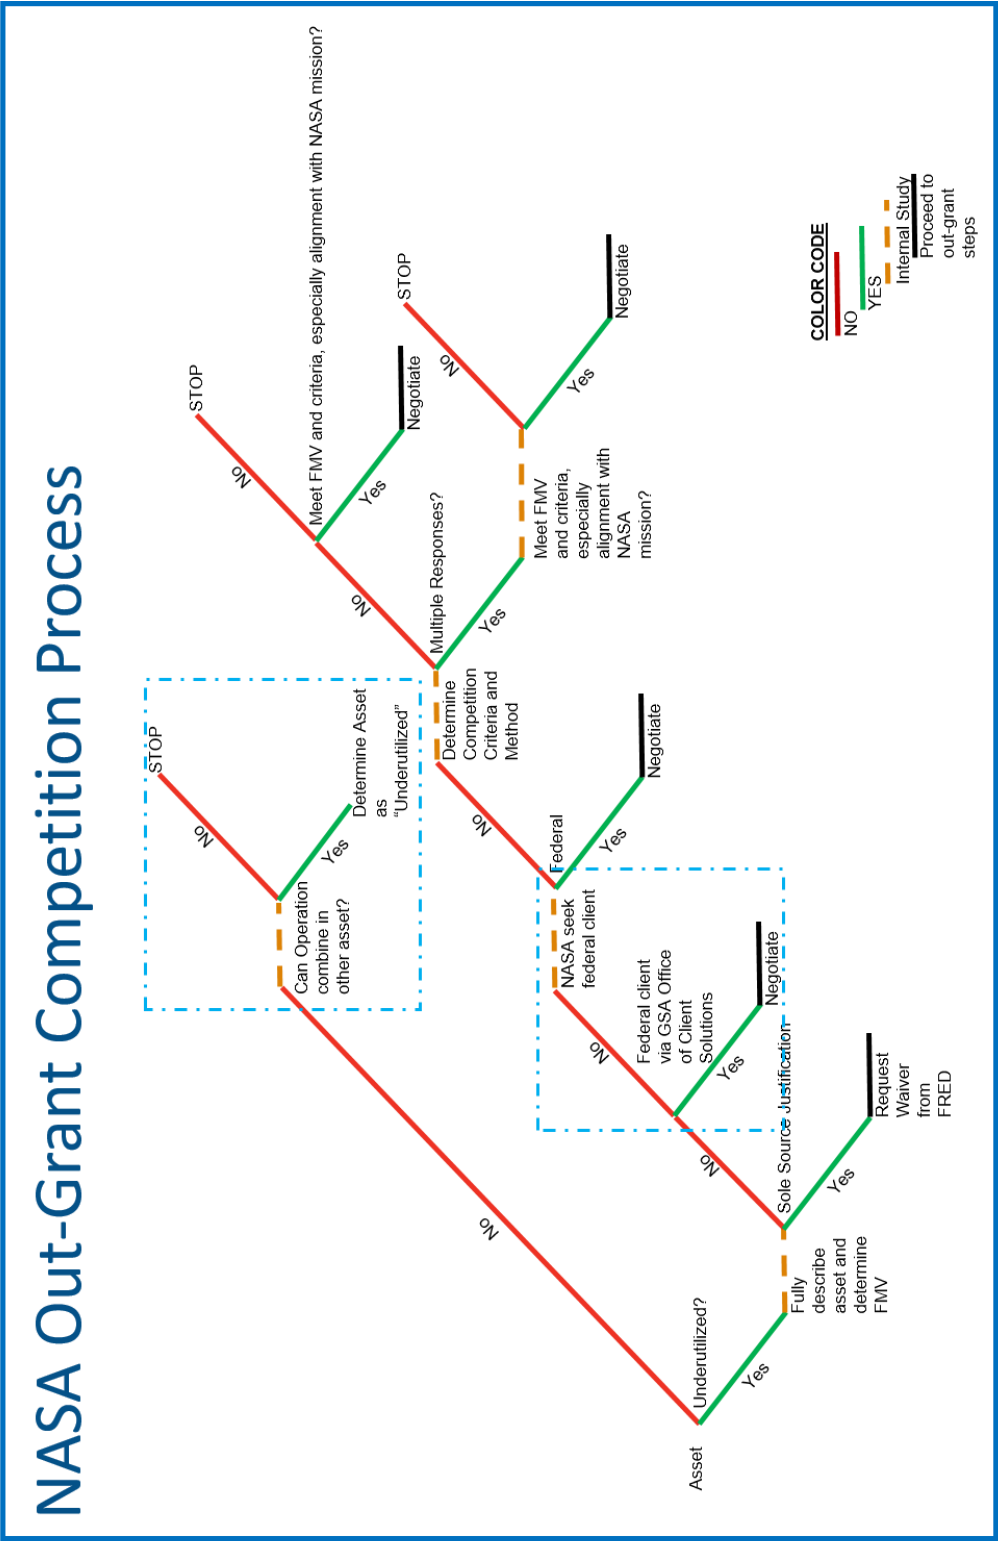 NASA Out-Grant Competition Process
Asset
Underutilized?
No
Yes
Can Operation
combine in
other asset?
No
STOP
Yes
Determine Asset
as
“Underutilized”
Fully
describe
asset and
determine
FMV
Sole Source Justification
Yes
Request
Waiver
from
FRED
No
Federal client
via GSA Office
of Client
Solutions
Yes
Negotiate
No
NASA seek
federal client
Federal
Yes
Negotiate
No
Determine
Competition
Criteria and
Method
Multiple Responses?
No
Meet FMV and criteria, especially alignment with NASA mission?
No
STOP
Yes
Negotiate
Yes
Meet FMV
and criteria,
especially
alignment with
NASA
mission?
No
STOP
Yes
Negotiate
COLOR CODE
NO
YES
Internal Study
Proceed to
out-grant
steps